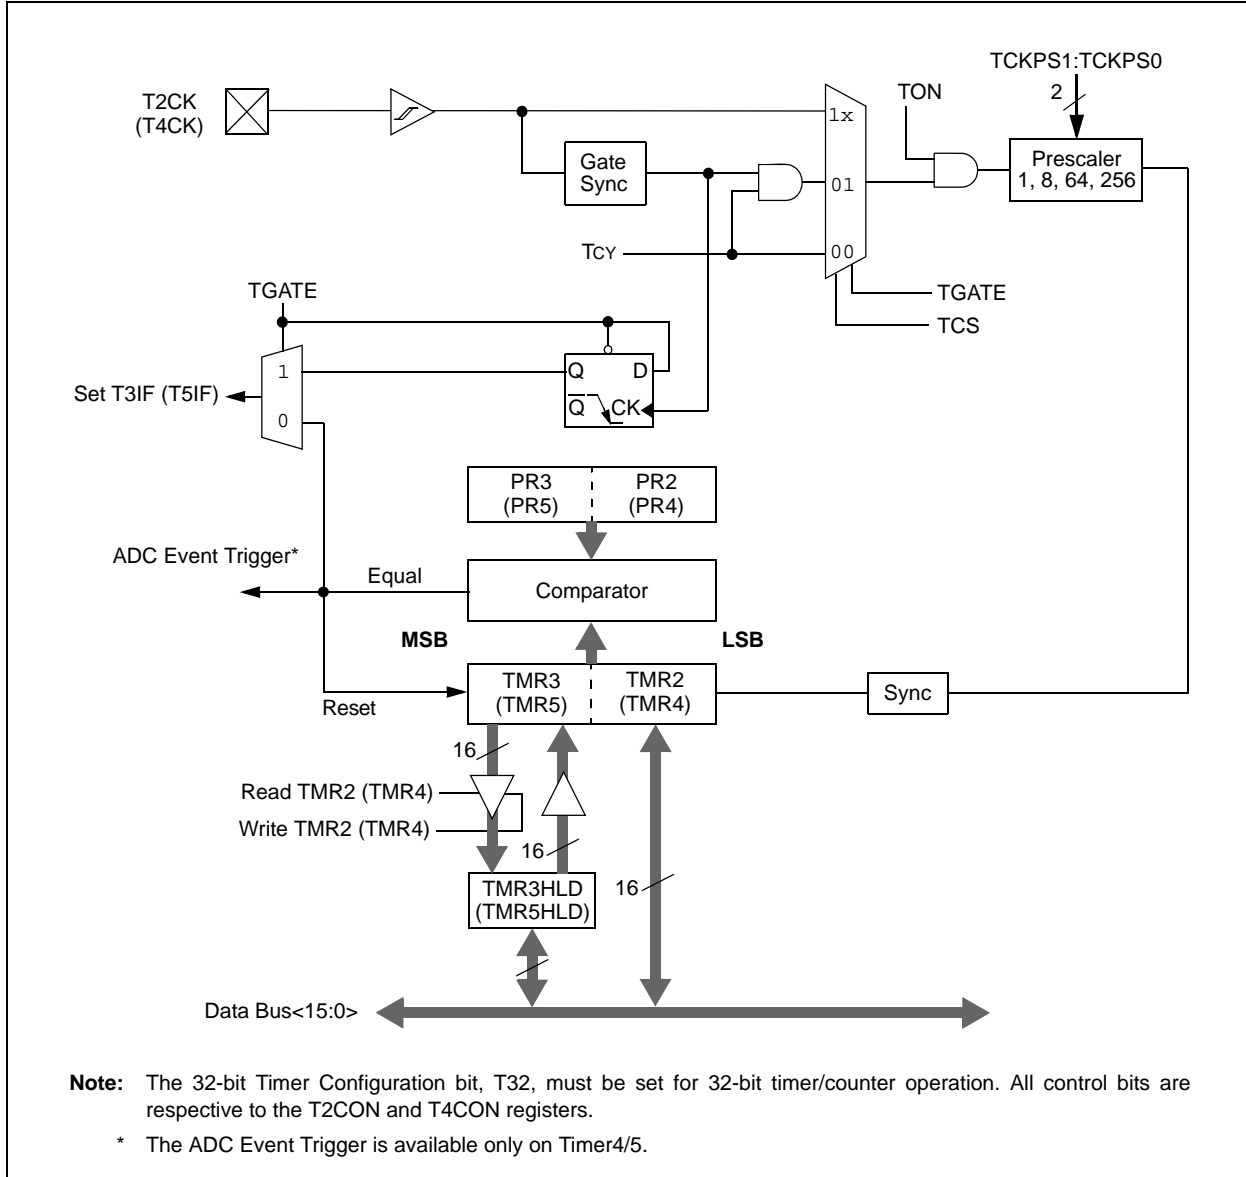 TCKPS1:TCKPS0
2
TON
T2CK
(T4CK)
1x
Gate
Sync
Prescaler
1, 8, 64, 256
01
TCY
00
TGATE
TCS
TGATE
1
Q
D
Set T3IF (T5IF)
Q
CK
0
PR3
(PR5)
PR2
(PR4)
ADC Event Trigger*
Equal
Comparator
MSB
LSB
TMR3
(TMR5)
TMR2
(TMR4)
Sync
Reset
16
Read TMR2 (TMR4)
Write TMR2 (TMR4)
16
TMR3HLD
(TMR5HLD)
16
Data Bus<15:0>
Note: The 32-bit Timer Configuration bit, T32, must be set for 32-bit timer/counter operation. All control bits are
respective to the T2CON and T4CON registers.
* The ADC Event Trigger is available only on Timer4/5.